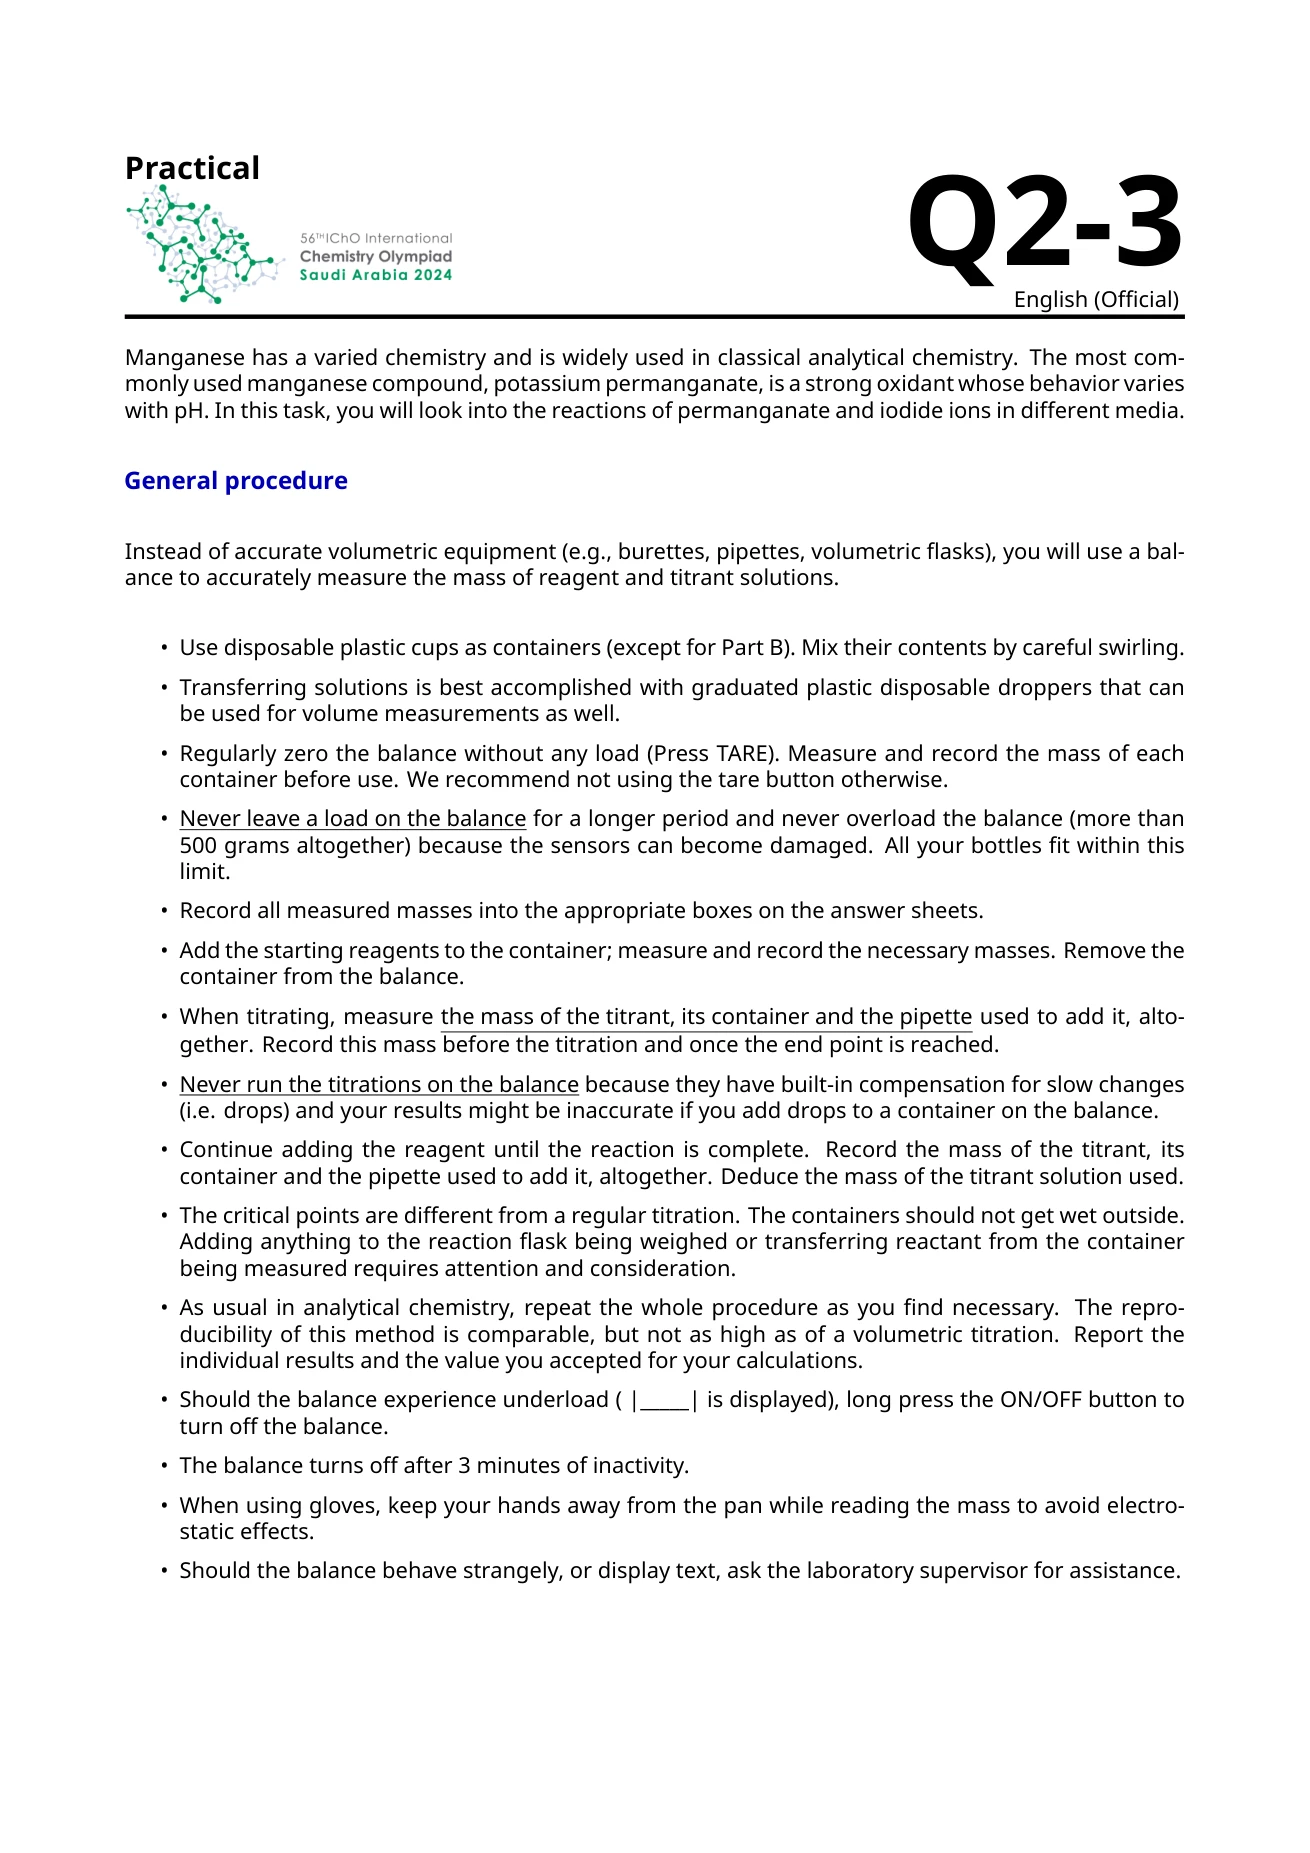 Practical
56ᵀᴴIChO International
Chemistry Olympiad
Saudi Arabia 2024
Q2-3
English (Official)
Manganese has a varied chemistry and is widely used in classical analytical chemistry. The most com-
monly used manganese compound, potassium permanganate, is a strong oxidant whose behavior varies
with pH. In this task, you will look into the reactions of permanganate and iodide ions in different media.
General procedure
Instead of accurate volumetric equipment (e.g., burettes, pipettes, volumetric flasks), you will use a bal-
ance to accurately measure the mass of reagent and titrant solutions.
• Use disposable plastic cups as containers (except for Part B). Mix their contents by careful swirling.
• Transferring solutions is best accomplished with graduated plastic disposable droppers that can
be used for volume measurements as well.
• Regularly zero the balance without any load (Press TARE). Measure and record the mass of each
container before use. We recommend not using the tare button otherwise.
• Never leave a load on the balance for a longer period and never overload the balance (more than
500 grams altogether) because the sensors can become damaged. All your bottles fit within this
limit.
• Record all measured masses into the appropriate boxes on the answer sheets.
• Add the starting reagents to the container; measure and record the necessary masses. Remove the
container from the balance.
• When titrating, measure the mass of the titrant, its container and the pipette used to add it, alto-
gether. Record this mass before the titration and once the end point is reached.
• Never run the titrations on the balance because they have built-in compensation for slow changes
(i.e. drops) and your results might be inaccurate if you add drops to a container on the balance.
• Continue adding the reagent until the reaction is complete. Record the mass of the titrant, its
container and the pipette used to add it, altogether. Deduce the mass of the titrant solution used.
• The critical points are different from a regular titration. The containers should not get wet outside.
Adding anything to the reaction flask being weighed or transferring reactant from the container
being measured requires attention and consideration.
• As usual in analytical chemistry, repeat the whole procedure as you find necessary. The repro-
ducibility of this method is comparable, but not as high as of a volumetric titration. Report the
individual results and the value you accepted for your calculations.
• Should the balance experience underload ( |_____| is displayed), long press the ON/OFF button to
turn off the balance.
• The balance turns off after 3 minutes of inactivity.
• When using gloves, keep your hands away from the pan while reading the mass to avoid electro-
static effects.
• Should the balance behave strangely, or display text, ask the laboratory supervisor for assistance.